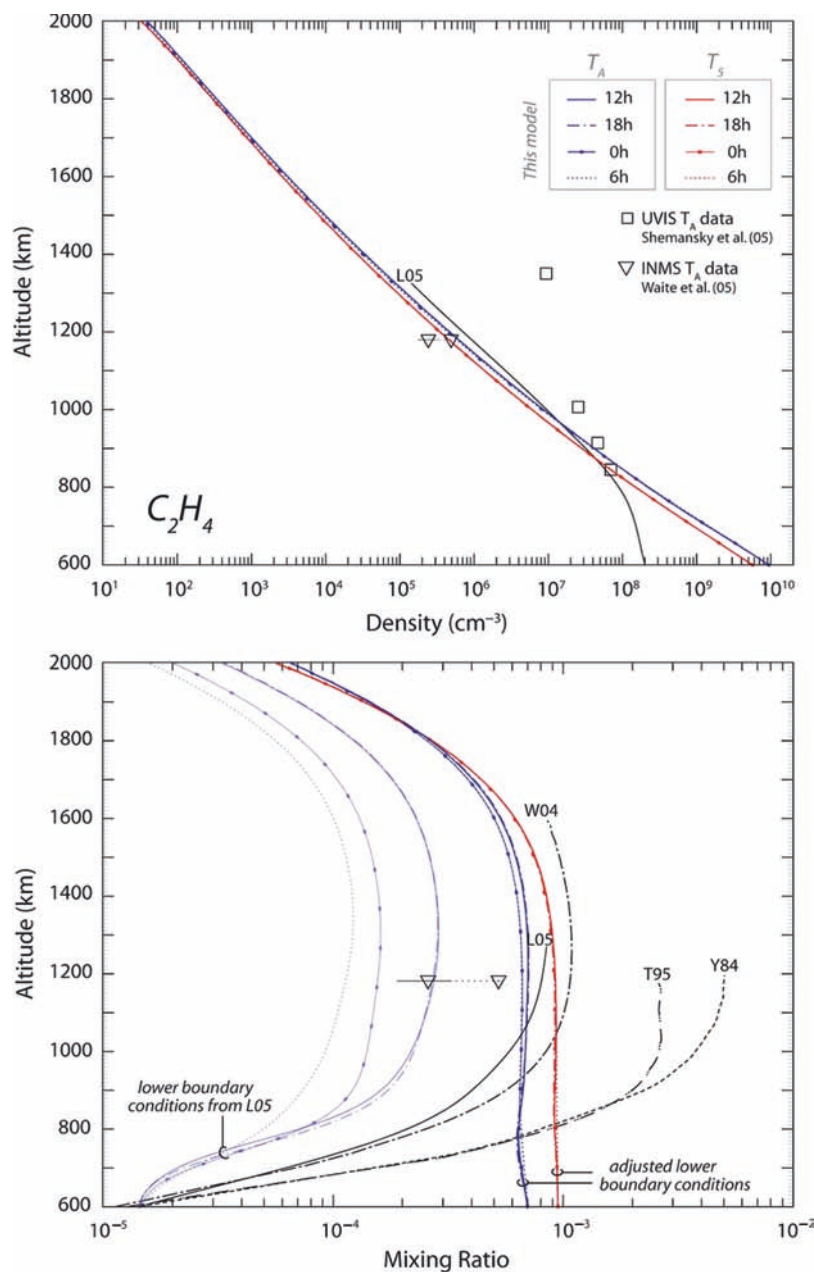 2000
1800
1600
1400
1200
1000
800
600
Altitude (km)
T_A T_5
This model
12h 12h
18h 18h
0h 0h
6h 6h
UVIS T_A data
Shemansky et al. (05)
INMS T_A data
Waite et al. (05)
L05
C_2H_4
10^1 10^2 10^3 10^4 10^5 10^6 10^7 10^8 10^9 10^10
Density (cm^−3)
2000
1800
1600
1400
1200
1000
800
600
Altitude (km)
W04
L05
T95
Y84
lower boundary
conditions from L05
adjusted lower
boundary conditions
10^−5 10^−4 10^−3 10^−2
Mixing Ratio